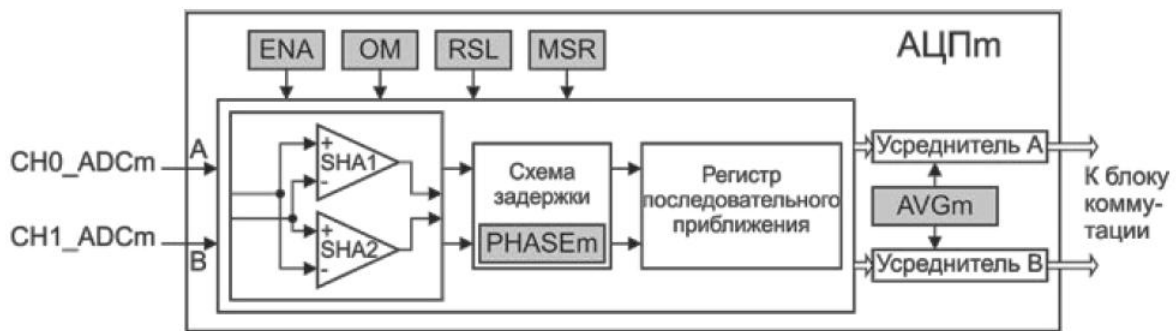 ENA
OM
RSL
MSR
АЦПm
CH0_ADCm
A
+
SHA1
-
CH1_ADCm
B
+
SHA2
-
Схема
задержки
PHASEm
Регистр
последовательного
приближения
Усреднитель A
AVGm
Усреднитель B
К блоку
комму-
тации